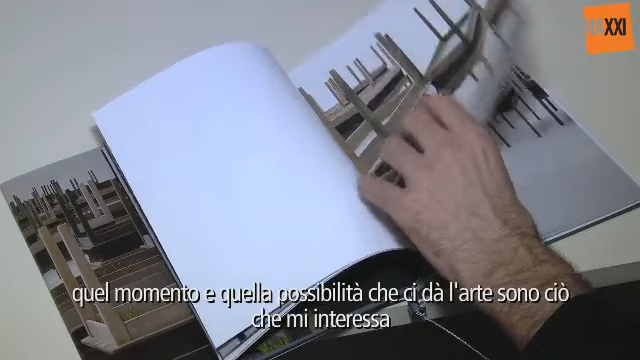 MAXXI
quel momento e quella possibilità che ci dà l'arte sono ciò
che mi interessa